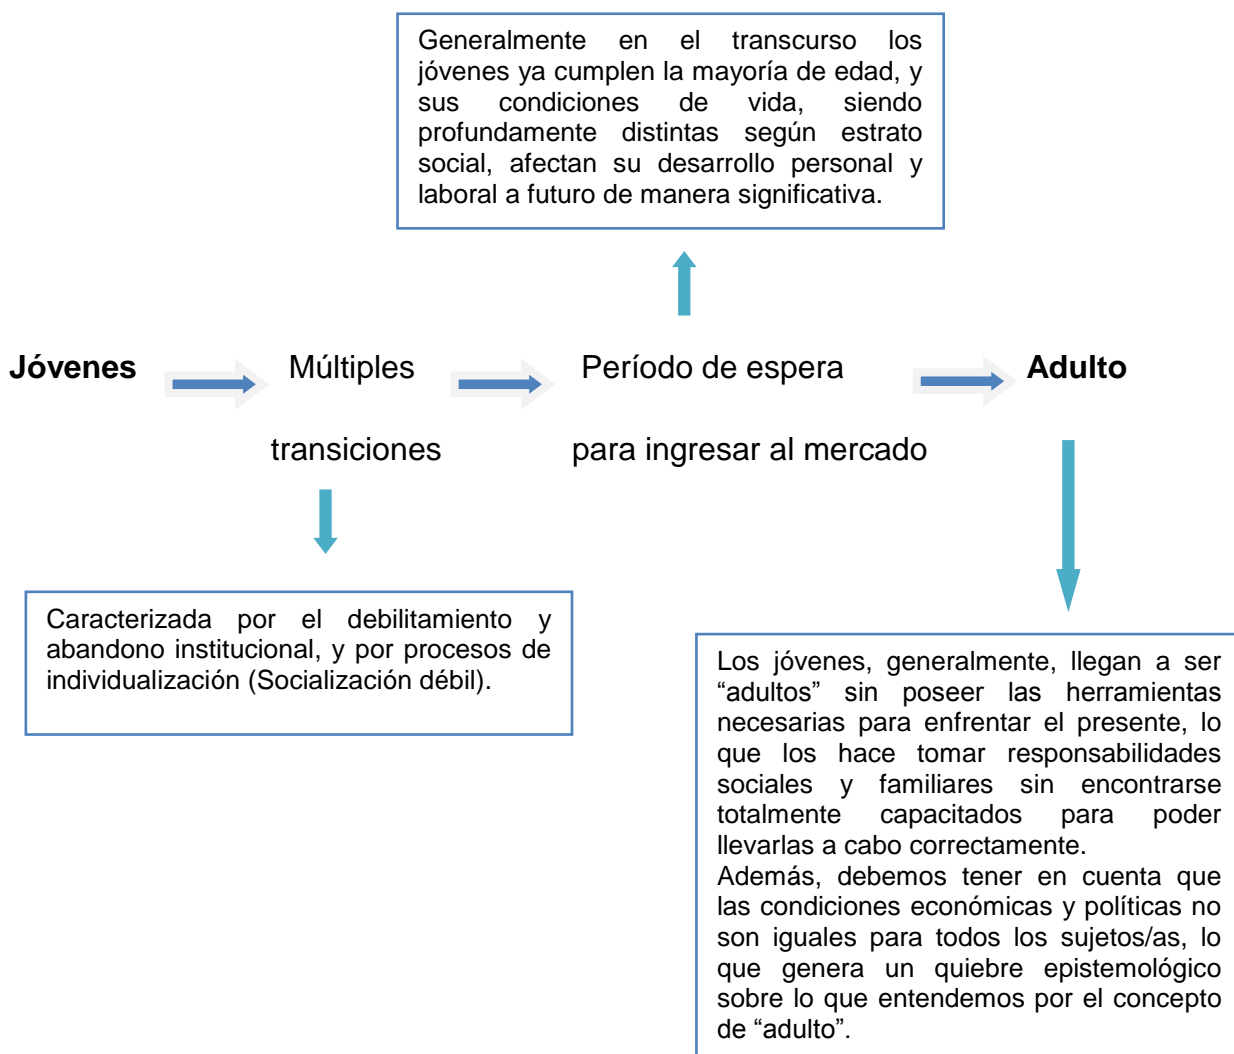 Generalmente en el transcurso los
jóvenes ya cumplen la mayoría de edad, y
sus condiciones de vida, siendo
profundamente distintas según estrato
social, afectan su desarrollo personal y
laboral a futuro de manera significativa.
Jóvenes
Múltiples
transiciones
Período de espera
para ingresar al mercado
Adulto
Caracterizada por el debilitamiento y
abandono institucional, y por procesos de
individualización (Socialización débil).
Los jóvenes, generalmente, llegan a ser
“adultos” sin poseer las herramientas
necesarias para enfrentar el presente, lo
que los hace tomar responsabilidades
sociales y familiares sin encontrarse
totalmente capacitados para poder
llevarlas a cabo correctamente.
Además, debemos tener en cuenta que
las condiciones económicas y políticas no
son iguales para todos los sujetos/as, lo
que genera un quiebre epistemológico
sobre lo que entendemos por el concepto
de “adulto”.